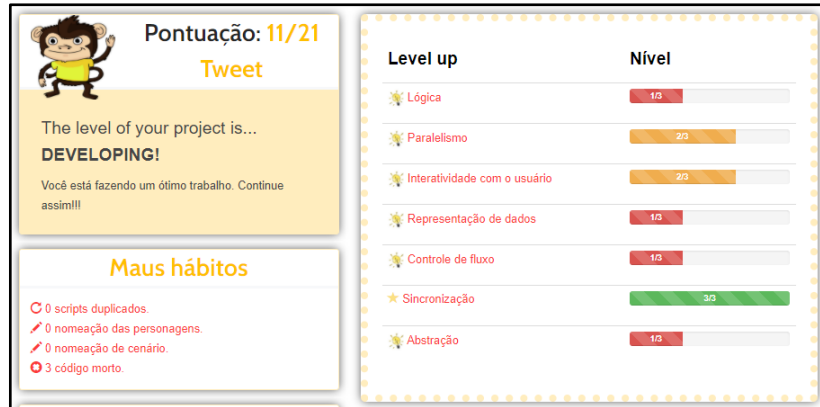 Pontuação: 11/21
Tweet
The level of your project is...
DEVELOPING!
Você está fazendo um ótimo trabalho. Continue
assim!!!
Maus hábitos
0 scripts duplicados.
0 nomeação das personagens.
0 nomeação de cenário.
3 código morto.
Level up Nível
Lógica 1/3
Paralelismo 2/3
Interatividade com o usuário 2/3
Representação de dados 1/3
Controle de fluxo 1/3
Sincronização 3/3
Abstração 1/3